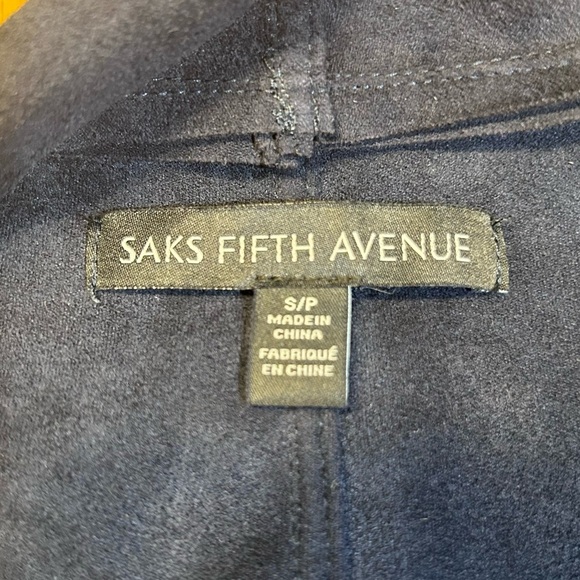 SAKS FIFTH AVENUE
S/P
MADE IN
CHINA
FABRIQUÉ
EN CHINE